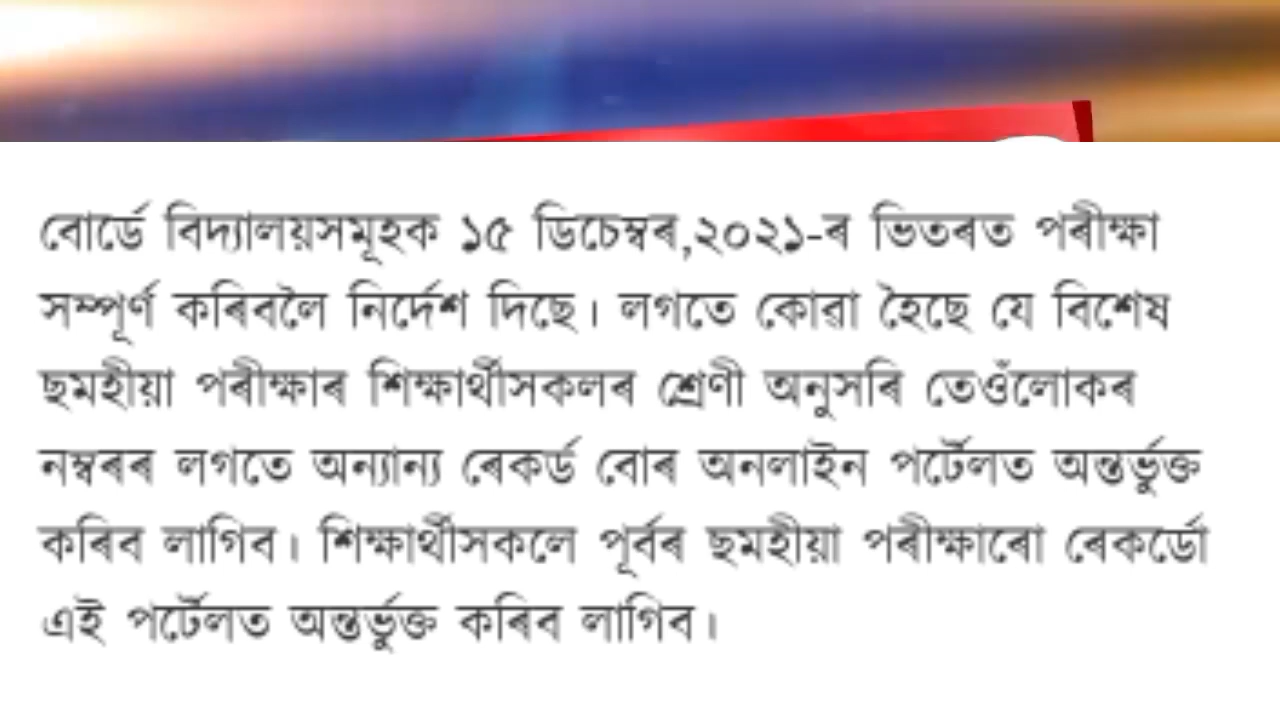 বোৰ্ডে বিদ্যালয়সমূহক ১৫ ডিচেম্বৰ,২০২১-ৰ ভিতৰত পৰীক্ষা
সম্পূৰ্ণ কৰিবলৈ নিৰ্দেশ দিছে। লগতে কোৱা হৈছে যে বিশেষ
ছমহীয়া পৰীক্ষাৰ শিক্ষাৰ্থীসকলৰ শ্ৰেণী অনুসৰি তেওঁলোকৰ
নম্বৰৰ লগতে অন্যান্য ৰেকৰ্ড বোৰ অনলাইন পৰ্টেলত অন্তৰ্ভুক্ত
কৰিব লাগিব। শিক্ষাৰ্থীসকলে পূৰ্বৰ ছমহীয়া পৰীক্ষাৰো ৰেকৰ্ডো
এই পৰ্টেলত অন্তৰ্ভুক্ত কৰিব লাগিব।